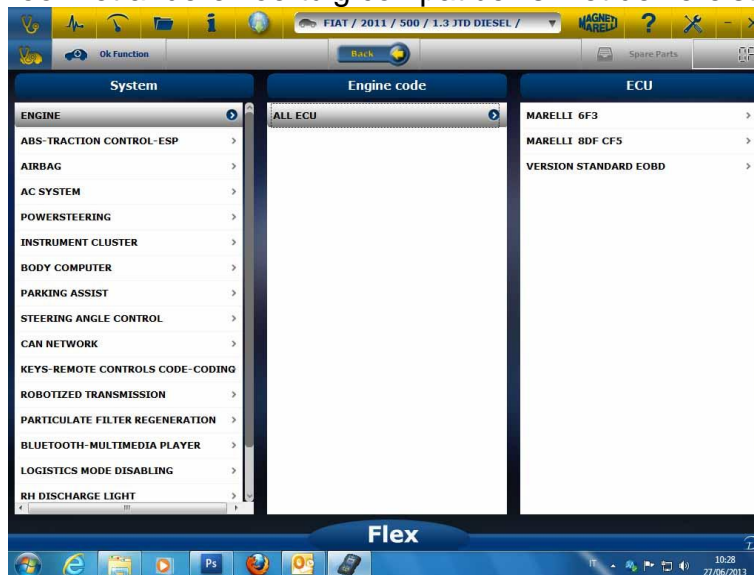 FIAT / 2011 / 500 / 1.3 JTD DIESEL /
MAGNETI
MARELLI
?
Ok Function
Back
Spare Parts
System
Engine code
ECU
ENGINE
ALL ECU
MARELLI 6F3
ABS-TRACTION CONTROL-ESP
MARELLI 8DF CF5
AIRBAG
VERSION STANDARD EOBD
AC SYSTEM
POWERSTEERING
INSTRUMENT CLUSTER
BODY COMPUTER
PARKING ASSIST
STEERING ANGLE CONTROL
CAN NETWORK
KEYS-REMOTE CONTROLS CODE-CODING
ROBOTIZED TRANSMISSION
PARTICULATE FILTER REGENERATION
BLUETOOTH-MULTIMEDIA PLAYER
LOGISTICS MODE DISABLING
RH DISCHARGE LIGHT
Flex
Ps
IT
10:28
27/06/2013